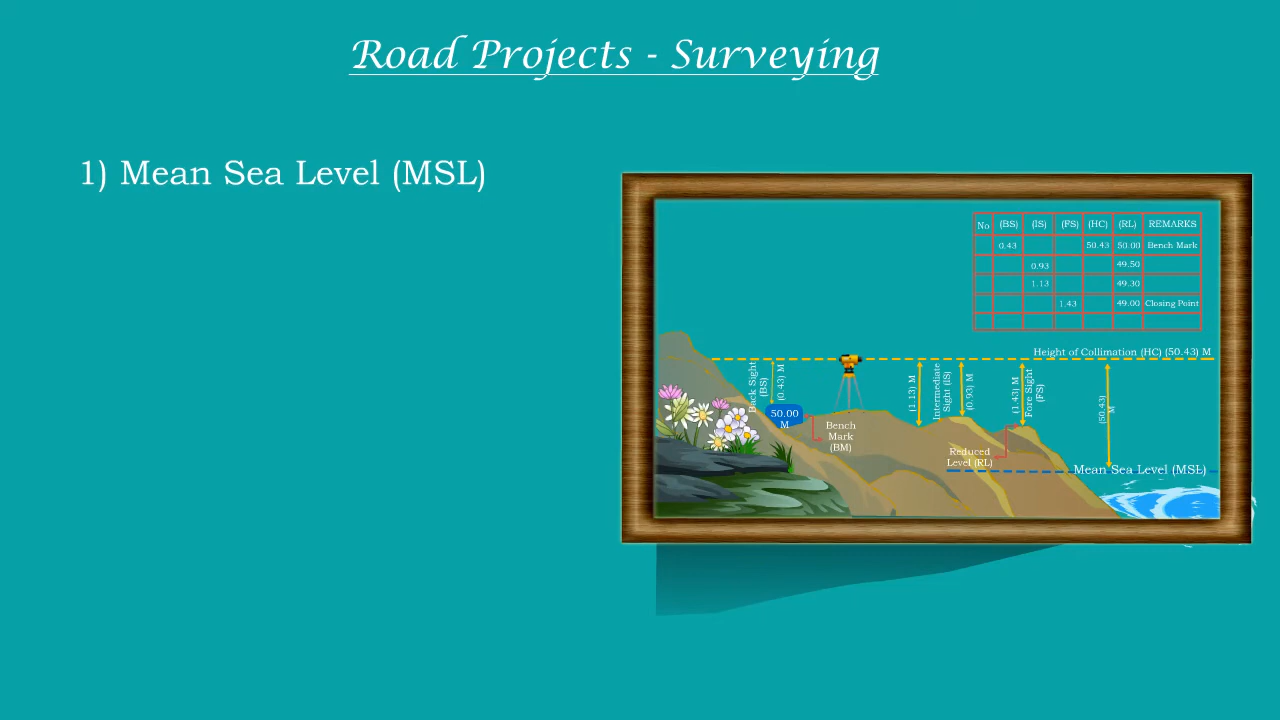 Road Projects - Surveying
1) Mean Sea Level (MSL)
No (BS) (IS) (FS) (HC) (RL) REMARKS
0.43 50.43 50.00 Bench Mark
0.93 49.50
1.13 49.30
1.43 49.00 Closing Point
Height of Collimation (HC) (50.43) M
Back Sight
(BS)
(0.43) M
50.00
M
Bench
Mark
(BM)
(1.13) M
Intermediate
Sight (IS)
(0.93) M
(1.43) M
Fore Sight
(FS)
(50.43)
M
Reduced
Level (RL)
Mean Sea Level (MSL)